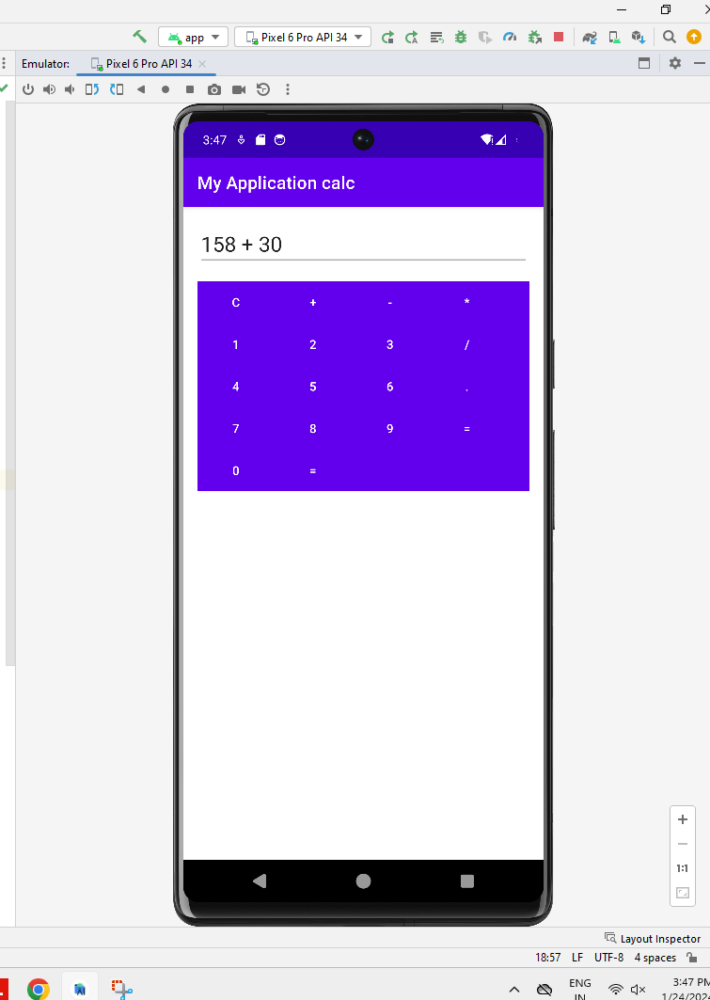 app Pixel 6 Pro API 34
Emulator: Pixel 6 Pro API 34
3:47
My Application calc
158 + 30
C + - *
1 2 3 /
4 5 6 .
7 8 9 =
0 =
1:1
Layout Inspector
18:57 LF UTF-8 4 spaces
ENG 3:47 PM
IN 1/24/202